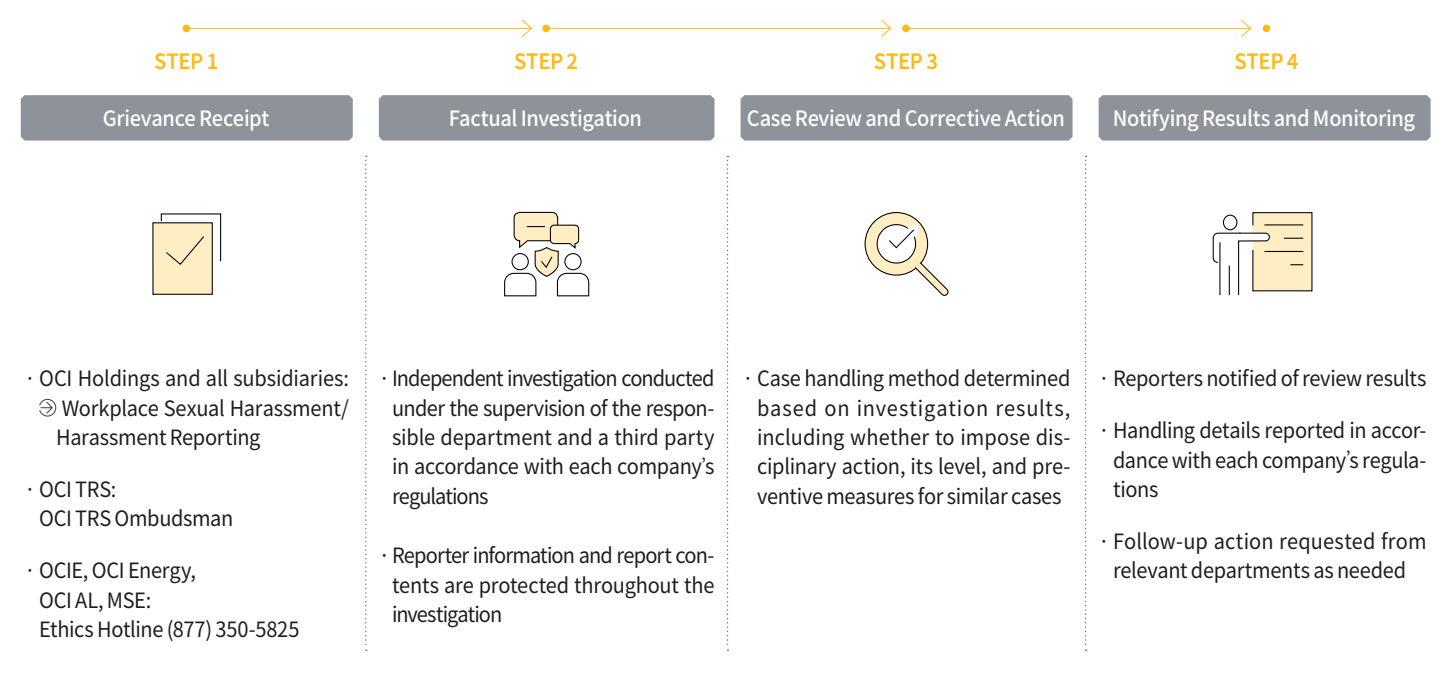 STEP 1
STEP 2
STEP 3
STEP 4
Grievance Receipt
Factual Investigation
Case Review and Corrective Action
Notifying Results and Monitoring
· OCI Holdings and all subsidiaries:
Workplace Sexual Harassment/
Harassment Reporting
· OCI TRS:
OCI TRS Ombudsman
· OCIE, OCI Energy,
OCI AL, MSE:
Ethics Hotline (877) 350-5825
· Independent investigation conducted
under the supervision of the respon-
sible department and a third party
in accordance with each company's
regulations
· Reporter information and report con-
tents are protected throughout the
investigation
· Case handling method determined
based on investigation results,
including whether to impose dis-
ciplinary action, its level, and pre-
ventive measures for similar cases
· Reporters notified of review results
· Handling details reported in accor-
dance with each company's regula-
tions
· Follow-up action requested from
relevant departments as needed